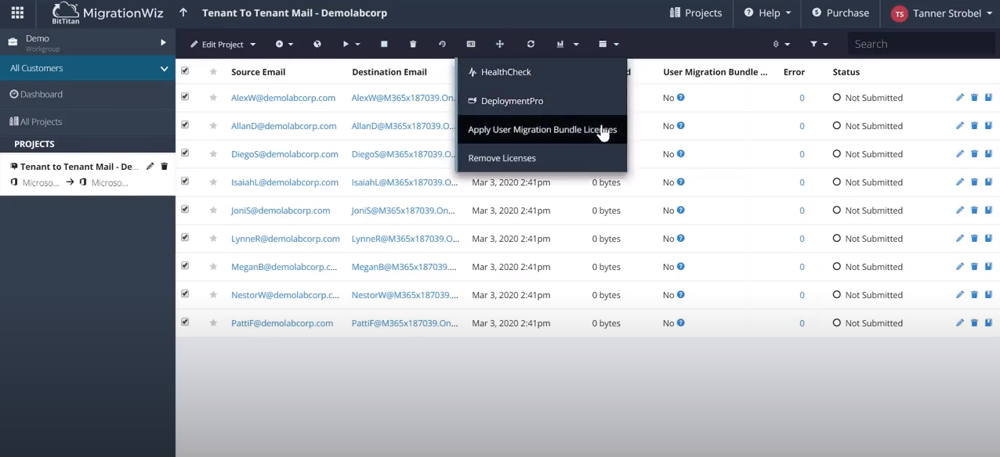 BitTitan
MigrationWiz
Tenant To Tenant Mail - Demolabcorp
Projects
Help
Purchase
TS
Tanner Strobel
Demo
Workgroup
All Customers
Dashboard
All Projects
PROJECTS
Tenant to Tenant Mail - De...
Microso... → Microso...
Edit Project
Search
HealthCheck
DeploymentPro
Apply User Migration Bundle Licenses
Remove Licenses
Source Email Destination Email d User Migration Bundle ... Error Status
AlexW@demolabcorp.com AlexW@M365x187039.On. No ? 0 Not Submitted
AllanD@demolabcorp.com AllanD@M365x187039.O... No ? 0 Not Submitted
DiegoS@demolabcorp.com DiegoS@M365x187039.O. No ? 0 Not Submitted
IsaiahL@demolabcorp.com IsaiahL@M365x187039.O... Mar 3, 2020 2:41pm 0 bytes No ? 0 Not Submitted
JoniS@demolabcorp.com JoniS@M365x187039.On... Mar 3, 2020 2:41pm 0 bytes No ? 0 Not Submitted
LynneR@demolabcorp.com LynneR@M365x187039.O... Mar 3, 2020 2:41pm 0 bytes No ? 0 Not Submitted
MeganB@demolabcorp.c... MeganB@M365x187039.... Mar 3, 2020 2:41pm 0 bytes No ? 0 Not Submitted
NestorW@demolabcorp.c... NestorW@M365x187039.... Mar 3, 2020 2:41pm 0 bytes No ? 0 Not Submitted
PattiF@demolabcorp.com PattiF@M365x187039.On... Mar 3, 2020 2:41pm 0 bytes No ? 0 Not Submitted